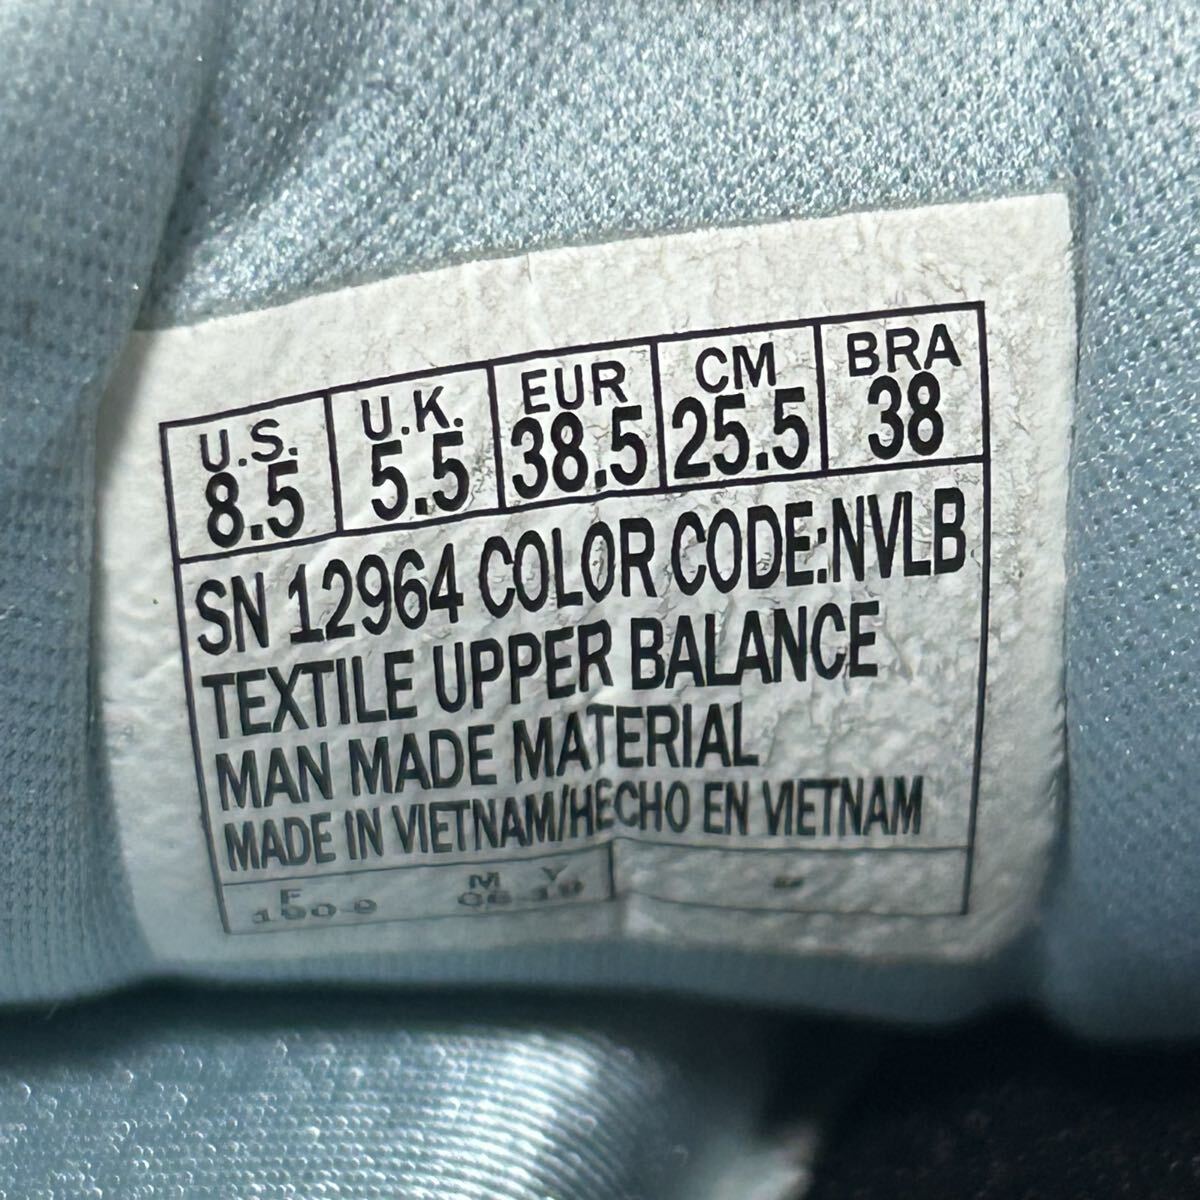 U.S. U.K. EUR CM BRA
8.5 5.5 38.5 25.5 38
SN 12964 COLOR CODE:NVLB
TEXTILE UPPER BALANCE
MAN MADE MATERIAL
MADE IN VIETNAM/HECHO EN VIETNAM
F M Y